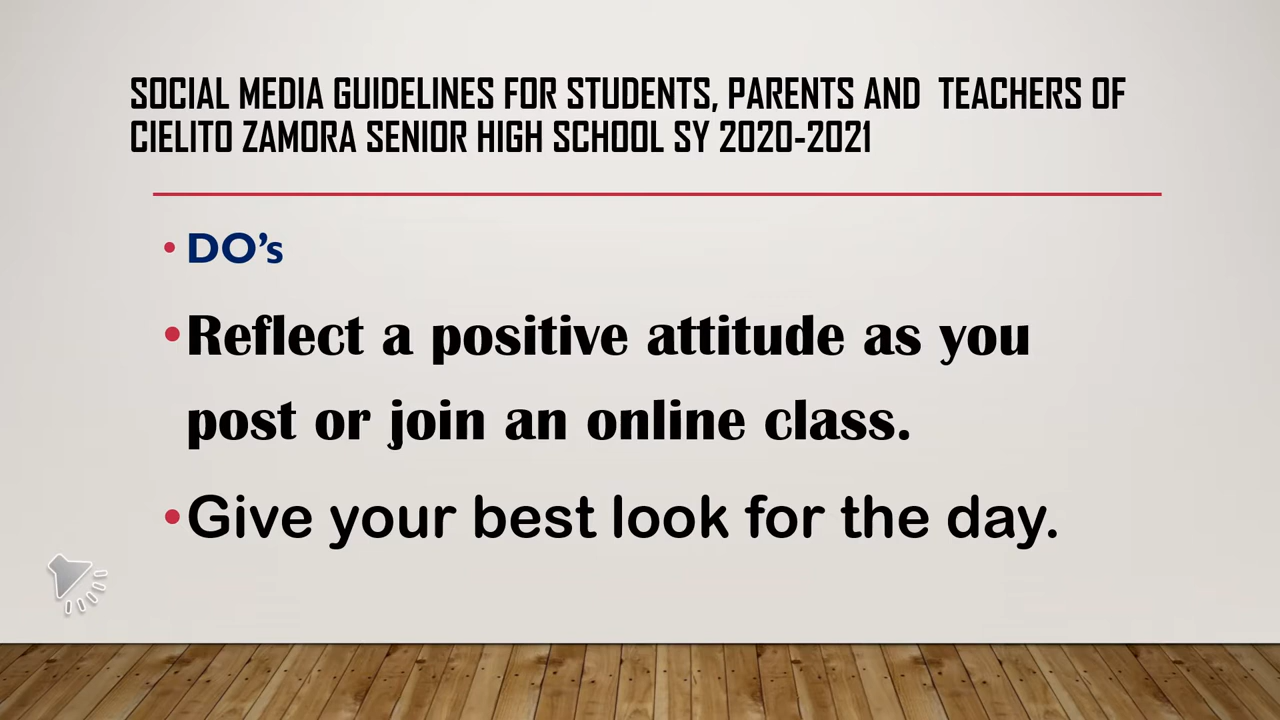 SOCIAL MEDIA GUIDELINES FOR STUDENTS, PARENTS AND TEACHERS OF
CIELITO ZAMORA SENIOR HIGH SCHOOL SY 2020-2021
• DO's
• Reflect a positive attitude as you
post or join an online class.
• Give your best look for the day.